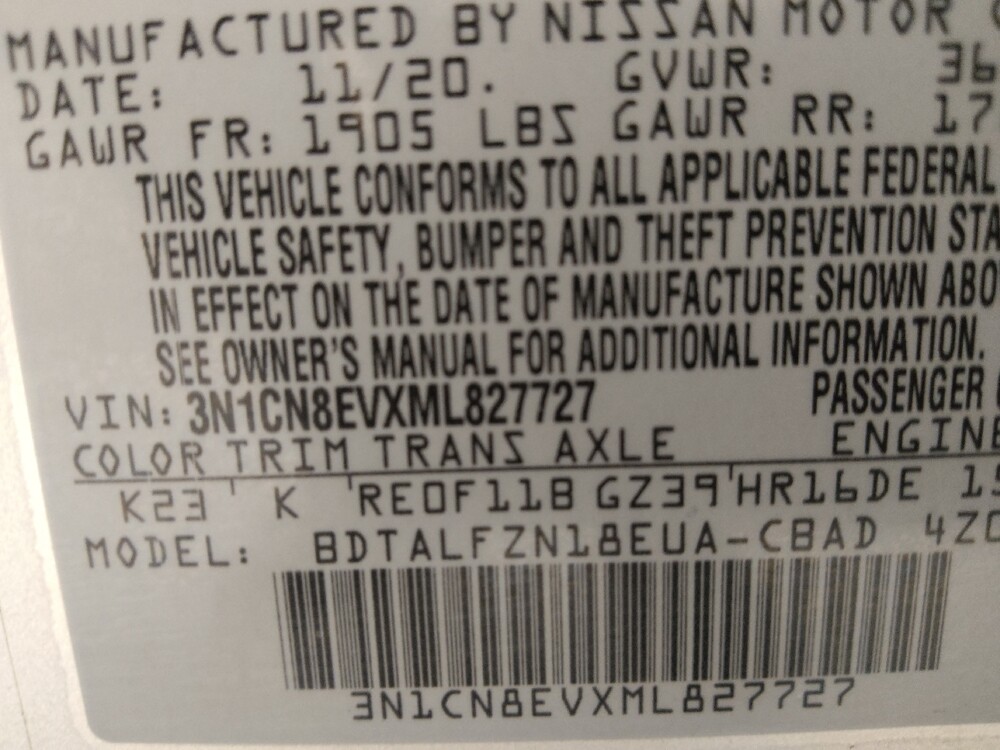 MANUFACTURED BY NISSAN MOTOR
DATE: 11/20. GVWR: 36
GAWR FR: 1905 LBS GAWR RR: 17
THIS VEHICLE CONFORMS TO ALL APPLICABLE FEDERAL
VEHICLE SAFETY, BUMPER AND THEFT PREVENTION STA
IN EFFECT ON THE DATE OF MANUFACTURE SHOWN ABO
SEE OWNER'S MANUAL FOR ADDITIONAL INFORMATION.
VIN: 3N1CN8EVXML827727 PASSENGER
COLOR TRIM TRANS AXLE ENGINE
K23 K RE0F11B GZ39 HR16DE 15
MODEL: BDTALFZN18EUA-CBAD 4Z0
3N1CN8EVXML827727